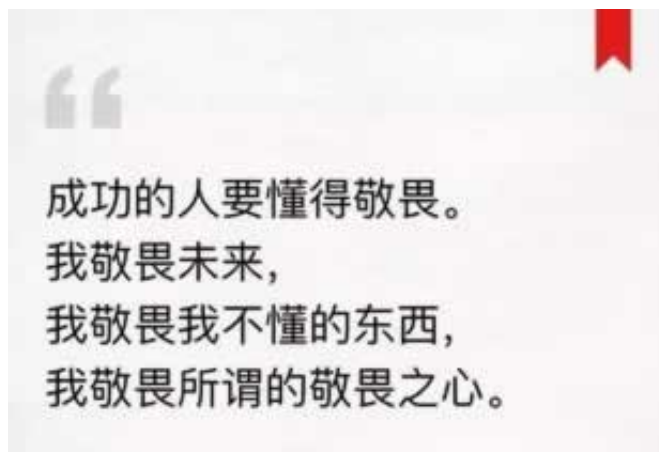 成功的人要懂得敬畏。
我敬畏未来,
我敬畏我不懂的东西,
我敬畏所谓的敬畏之心。